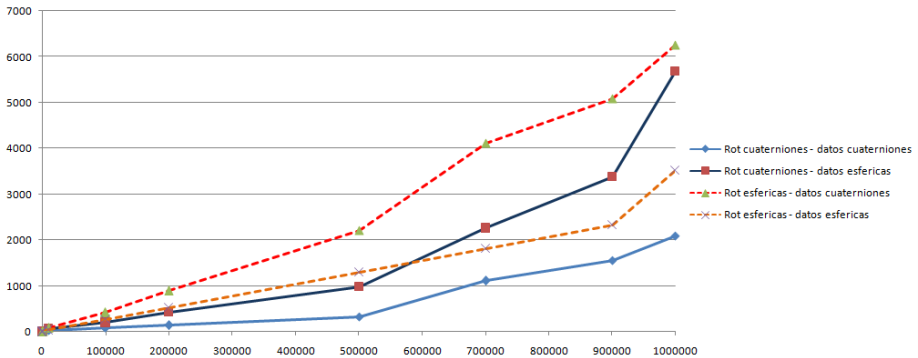 7000
6000
5000
4000
3000
2000
1000
0
0 100000 200000 300000 400000 500000 600000 700000 800000 900000 1000000
Rot cuaterniones - datos cuaterniones
Rot cuaterniones - datos esfericas
Rot esfericas - datos cuaterniones
Rot esfericas - datos esfericas